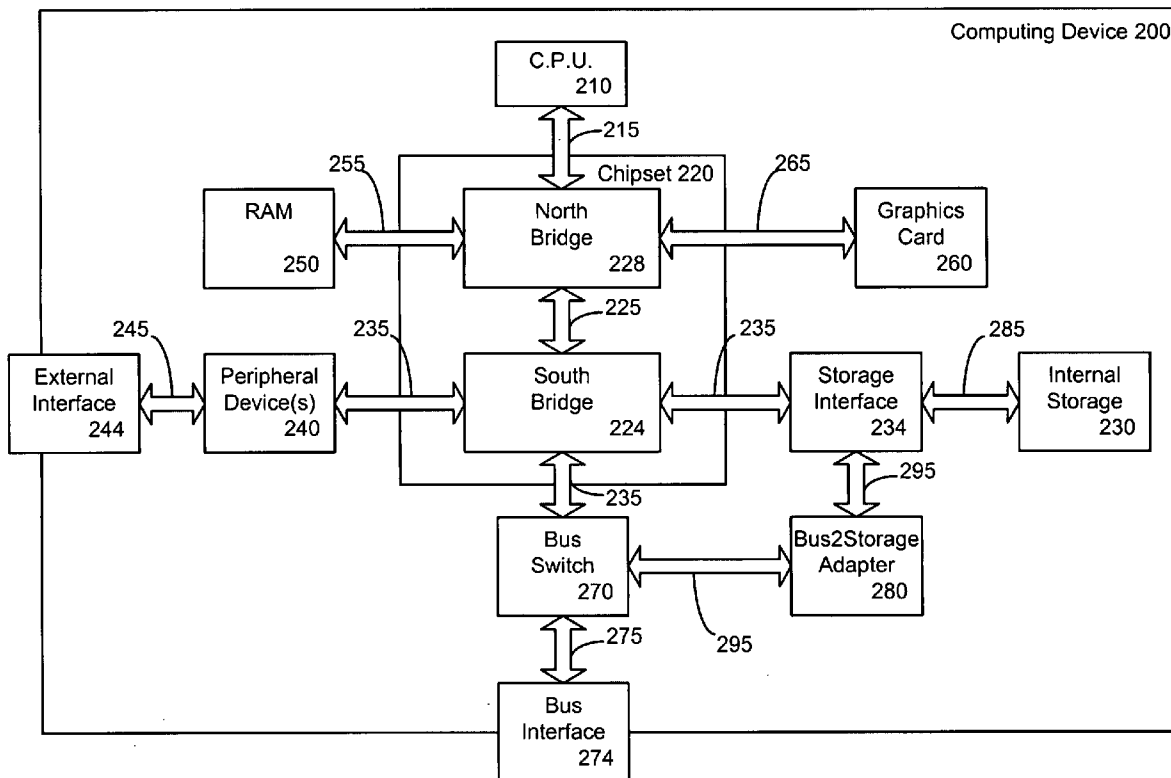 Computing Device 200
C.P.U.
210
215
255
Chipset 220
265
RAM
250
North
Bridge
228
Graphics
Card
260
225
245
235
235
285
External
Interface
244
Peripheral
Device(s)
240
South
Bridge
224
Storage
Interface
234
Internal
Storage
230
235
295
Bus
Switch
270
Bus2Storage
Adapter
280
275
295
Bus
Interface
274